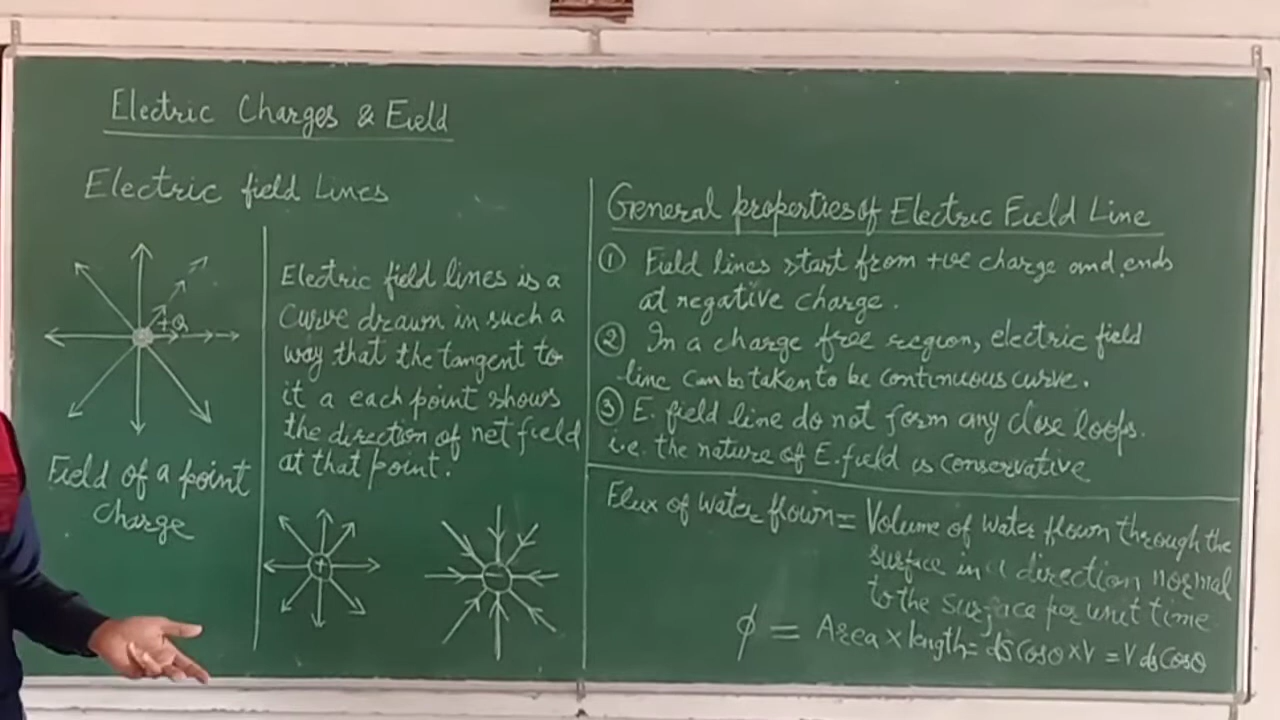 Electric Charges & Field
Electric field Lines
+Q
Field of a point
charge
Electric field lines is a
curve drawn in such a
way that the tangent to
it a each point shows
the direction of net field
at that point.
+
−
General properties of Electric Field Line
① Field lines start from +ve charge and ends
at negative charge.
② In a charge free region, electric field
line can be taken to be continuous curve.
③ E. field line do not form any close loops.
i.e. the nature of E.field is conservative
Flux of water flown = Volume of water flown through the
surface in a direction normal
to the surface per unit time
ϕ = Area × length = ds cosθ × V = V ds cosθ